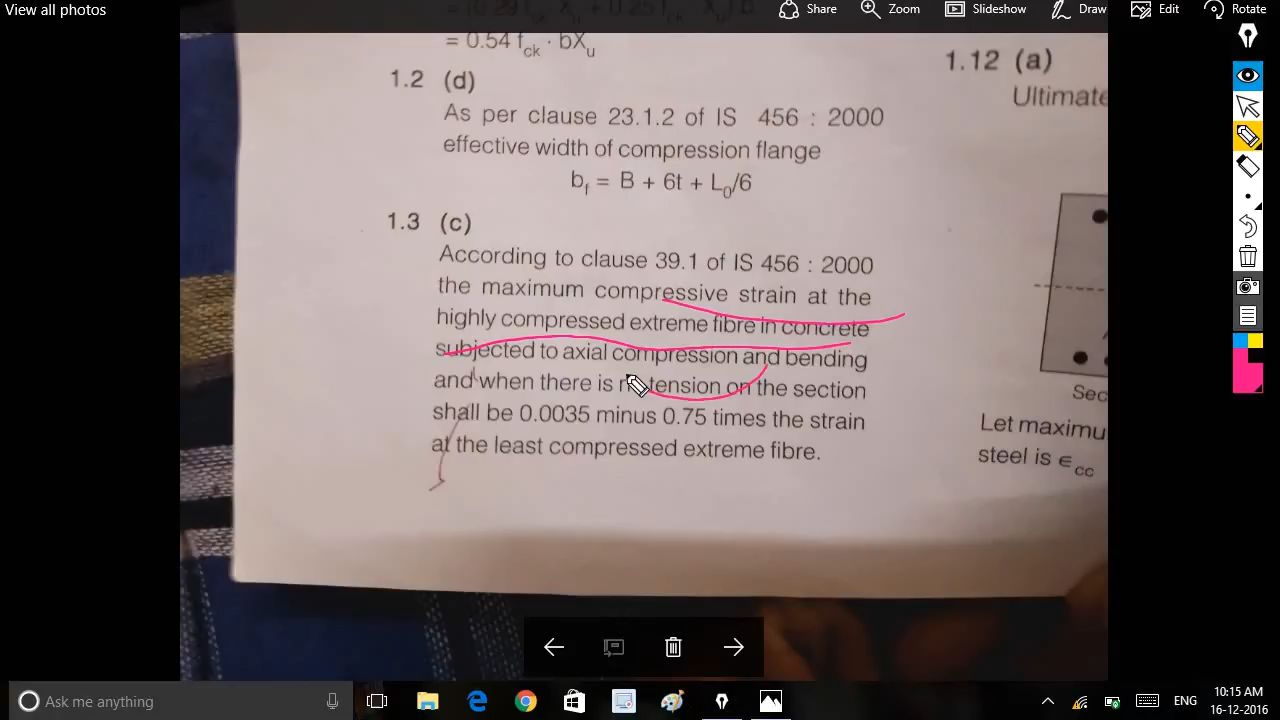 View all photos
Share
Zoom
Slideshow
Draw
Edit
Rotate
= 0.54 fck · bXu
1.2 (d)
As per clause 23.1.2 of IS 456 : 2000
effective width of compression flange
bf = B + 6t + L0/6
1.3 (c)
According to clause 39.1 of IS 456 : 2000
the maximum compressive strain at the
highly compressed extreme fibre in concrete
subjected to axial compression and bending
and when there is tension on the section
shall be 0.0035 minus 0.75 times the strain
at the least compressed extreme fibre.
1.12 (a)
Ultimate
Sec
Let maximu
steel is ϵcc
Ask me anything
ENG
10:15 AM
16-12-2016